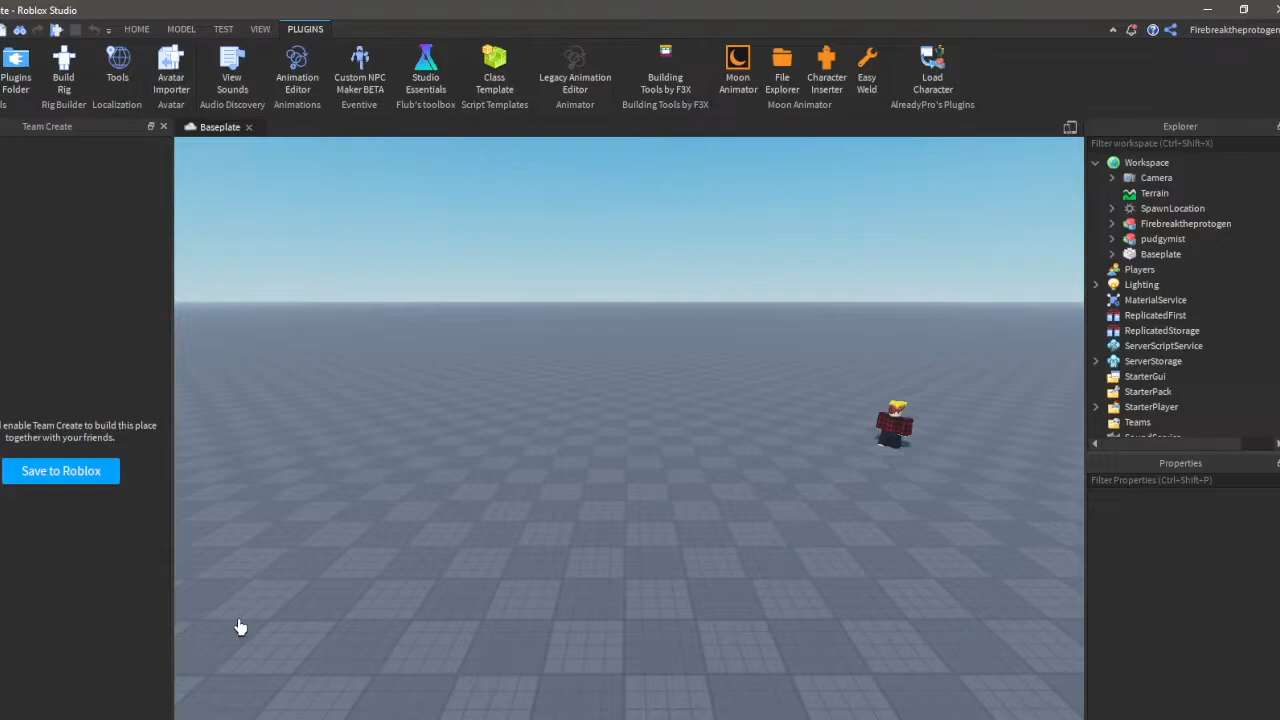 te - Roblox Studio
HOME MODEL TEST VIEW PLUGINS
Firebreaktheprotogen
Plugins Folder
Build Rig
Tools
Avatar Importer
View Sounds
Animation Editor
Custom NPC Maker BETA
Studio Essentials
Class Template
Legacy Animation Editor
Building Tools by F3X
Moon Animator
File Explorer
Character Inserter
Easy Weld
Load Character
ls
Rig Builder
Localization
Avatar
Audio Discovery
Animations
Eventive
Flub's toolbox
Script Templates
Animator
Building Tools by F3X
Moon Animator
AlreadyPro's Plugins
Team Create
Baseplate
l enable Team Create to build this place
together with your friends.
Save to Roblox
Explorer
Filter workspace (Ctrl+Shift+X)
Workspace
Camera
Terrain
SpawnLocation
Firebreaktheprotogen
pudgymist
Baseplate
Players
Lighting
MaterialService
ReplicatedFirst
ReplicatedStorage
ServerScriptService
ServerStorage
StarterGui
StarterPack
StarterPlayer
Teams
Properties
Filter Properties (Ctrl+Shift+P)